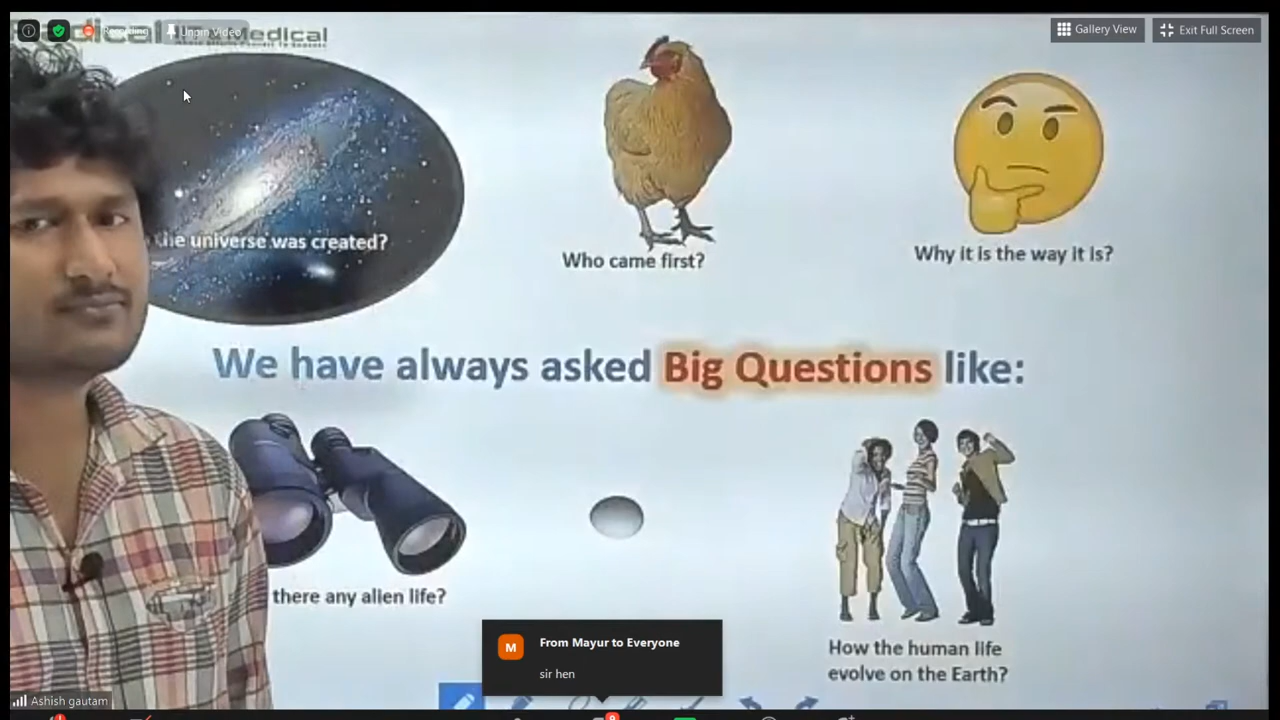 Unpin Video
Medical
Gallery View
Exit Full Screen
the universe was created?
Who came first?
Why it is the way it is?
We have always asked Big Questions like:
there any alien life?
From Mayur to Everyone
M
sir hen
How the human life
evolve on the Earth?
Ashish gautam